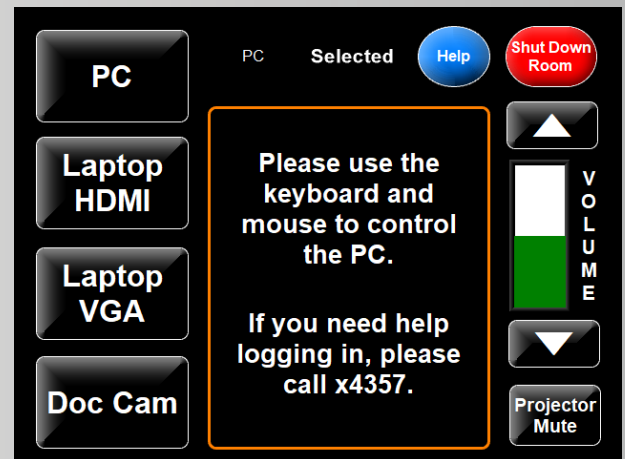 PC
Laptop
HDMI
Laptop
VGA
Doc Cam
PC Selected
Help
Shut Down
Room
Please use the
keyboard and
mouse to control
the PC.
If you need help
logging in, please
call x4357.
VOLUME
Projector
Mute